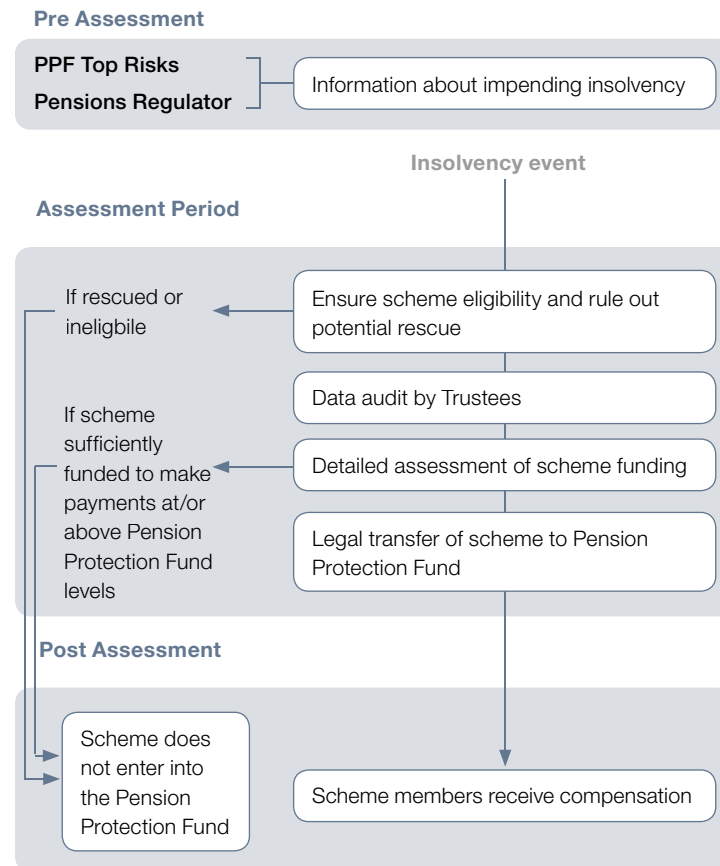 Pre Assessment
PPF Top Risks
Pensions Regulator
Information about impending insolvency
Insolvency event
Assessment Period
If rescued or
ineligbile
Ensure scheme eligibility and rule out
potential rescue
Data audit by Trustees
If scheme
sufficiently
funded to make
payments at/or
above Pension
Protection Fund
levels
Detailed assessment of scheme funding
Legal transfer of scheme to Pension
Protection Fund
Post Assessment
Scheme does
not enter into
the Pension
Protection Fund
Scheme members receive compensation